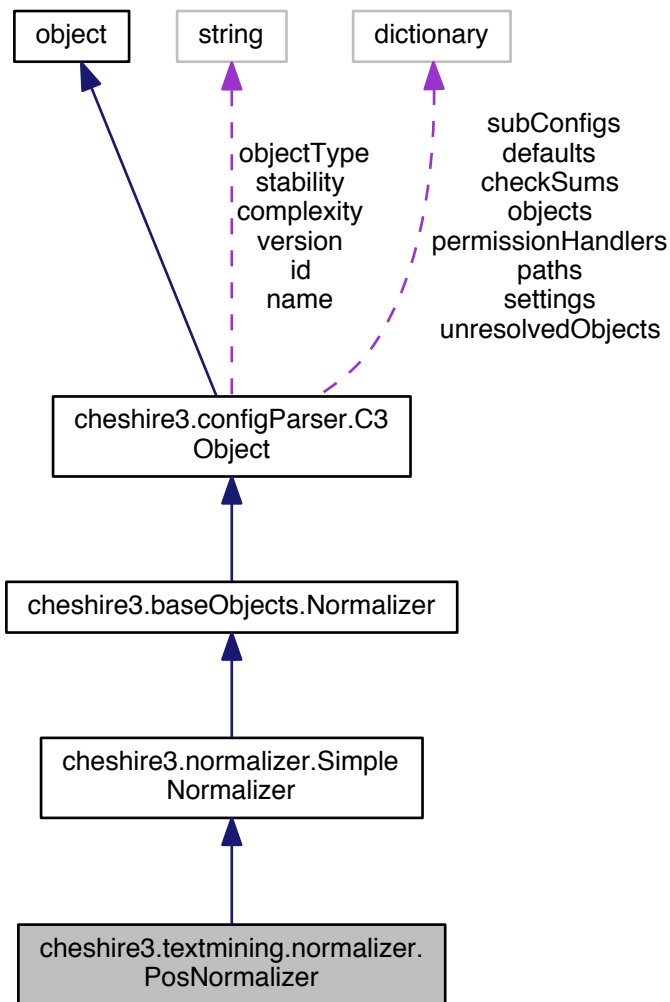 object
string
dictionary
objectType
stability
complexity
version
id
name
subConfigs
defaults
checkSums
objects
permissionHandlers
paths
settings
unresolvedObjects
cheshire3.configParser.C3
Object
cheshire3.baseObjects.Normalizer
cheshire3.normalizer.Simple
Normalizer
cheshire3.textmining.normalizer.
PosNormalizer